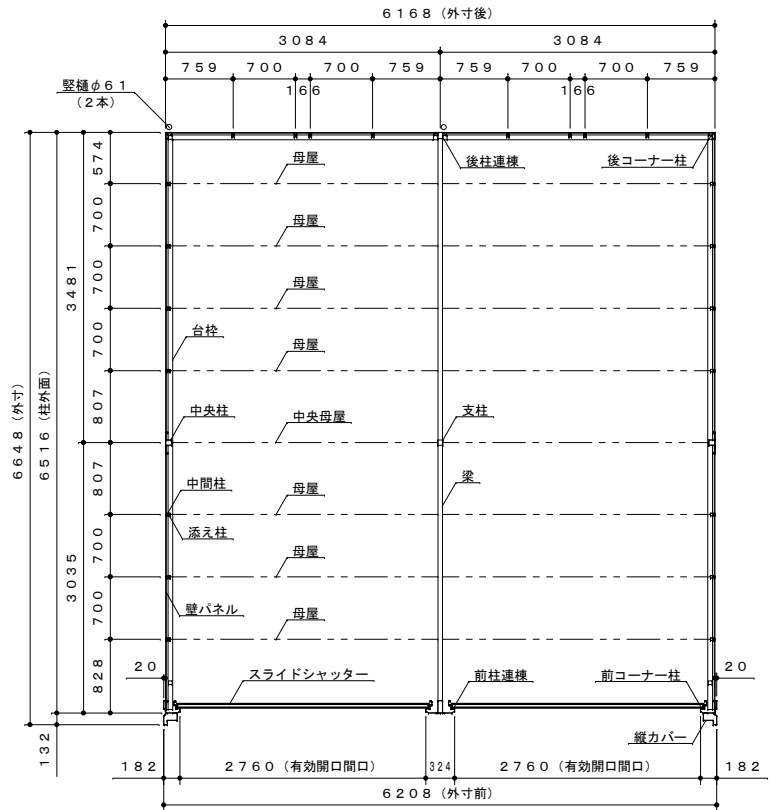 ６１６８（外寸後）
３０８４　３０８４
７５９　７００　７００　７５９　７５９　７００　７００　７５９
１６６　１６６
竪樋φ６１
（２本）
後柱連棟　後コーナー柱
５７４
母屋
７００
母屋
７００
母屋
３４８１
７００
台枠
母屋
８０７
中央柱　中央母屋　支柱
６６４８（外寸）
６５１６（柱外面）
８０７
中間柱　母屋　梁
添え柱
７００
母屋
３０３５
７００
壁パネル　母屋
８２８
２０　スライドシャッター　前柱連棟　前コーナー柱　２０
１３２
縦カバー
１８２　２７６０（有効開口間口）　３２４　２７６０（有効開口間口）　１８２
６２０８（外寸前）